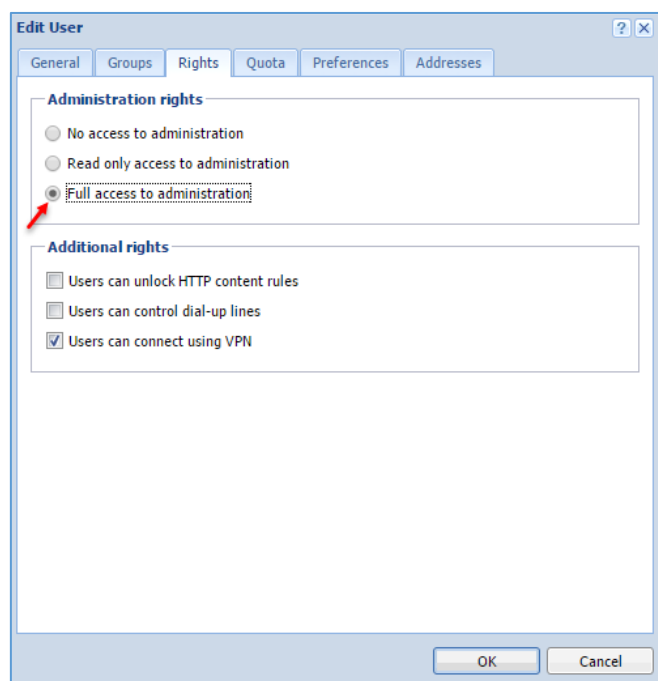 Edit User
?
General Groups Rights Quota Preferences Addresses
Administration rights
No access to administration
Read only access to administration
Full access to administration
Additional rights
Users can unlock HTTP content rules
Users can control dial-up lines
Users can connect using VPN
OK Cancel